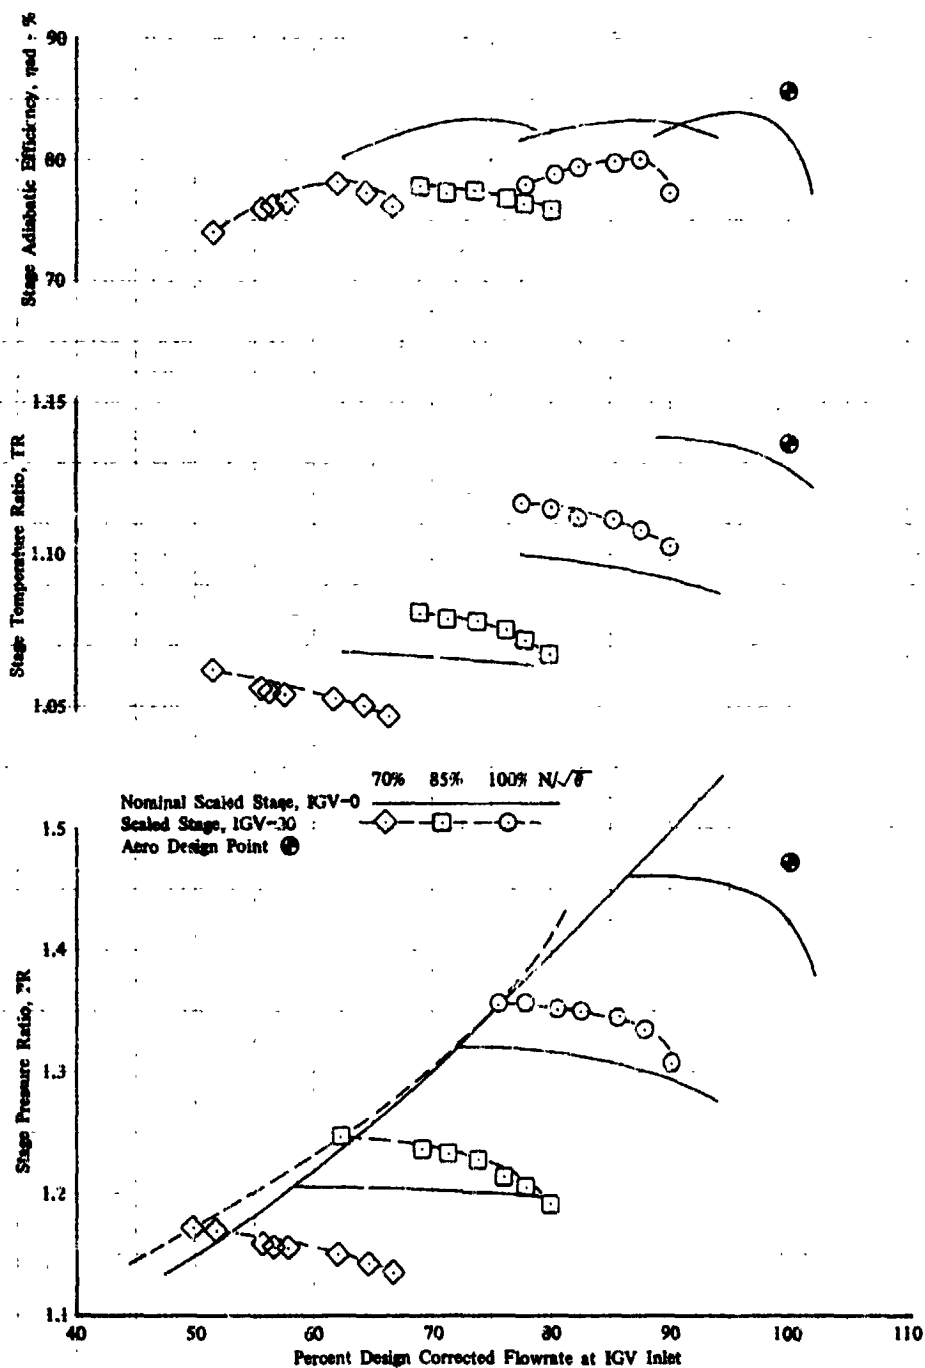 Stage Adiabatic Efficiency, ηad - %
90
80
70
Stage Temperature Ratio, TR
1.15
1.10
1.05
70% 85% 100% N/√θ
Nominal Scaled Stage, IGV-0
Scaled Stage, IGV-30
Aero Design Point
Stage Pressure Ratio, PR
1.5
1.4
1.3
1.2
1.1
40 50 60 70 80 90 100 110
Percent Design Corrected Flowrate at IGV Inlet